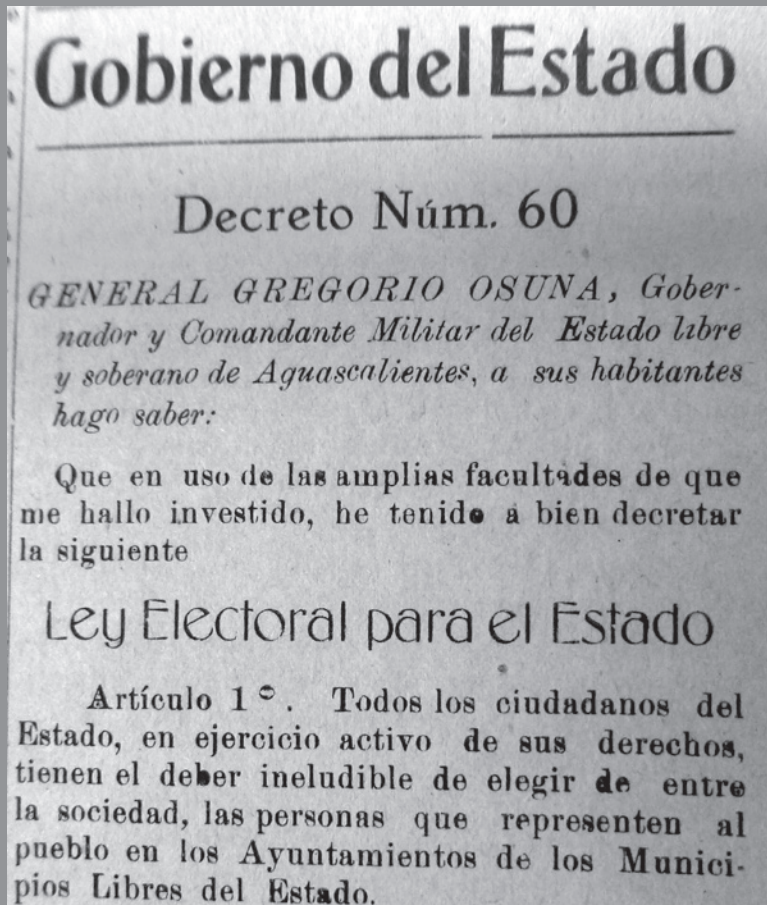 Gobierno del Estado
Decreto Núm. 60
GENERAL GREGORIO OSUNA, Gober-
nador y Comandante Militar del Estado libre
y soberano de Aguascalientes, a sus habitantes
hago saber:
Que en uso de las amplias facultades de que
me hallo investido, he tenido a bien decretar
la siguiente
Ley Electoral para el Estado
Artículo 1º. Todos los ciudadanos del
Estado, en ejercicio activo de sus derechos,
tienen el deber ineludible de elegir de entre
la sociedad, las personas que representen al
pueblo en los Ayuntamientos de los Munici-
pios Libres del Estado.